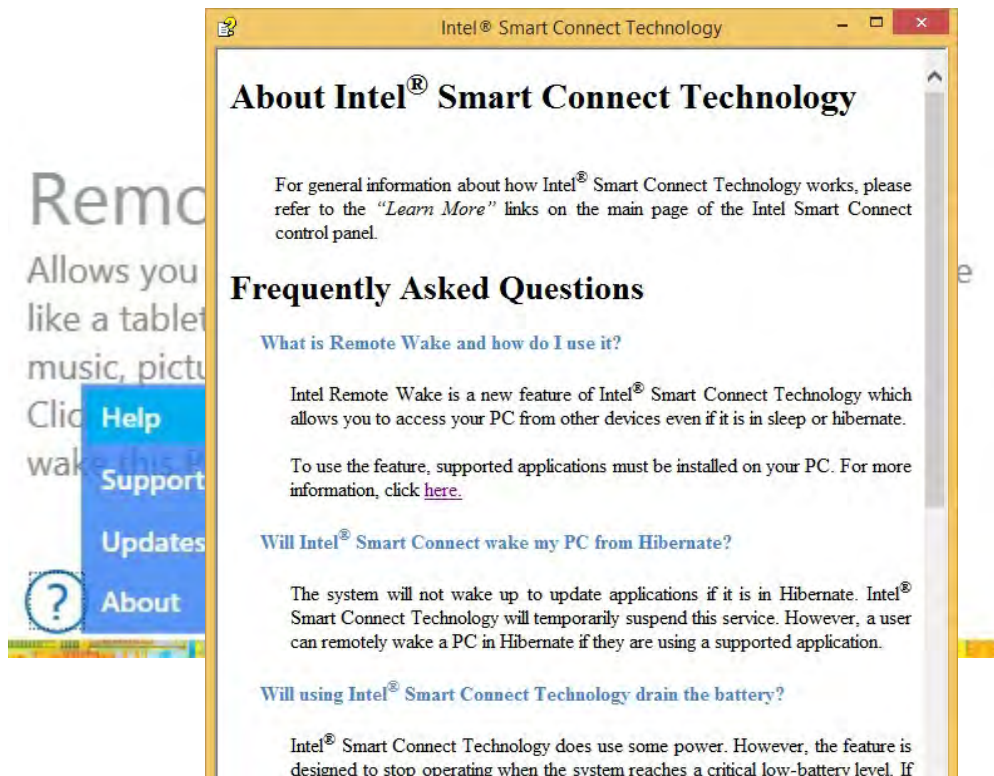 Intel® Smart Connect Technology
About Intel® Smart Connect Technology
For general information about how Intel® Smart Connect Technology works, please
refer to the “Learn More” links on the main page of the Intel Smart Connect
control panel.
Frequently Asked Questions
What is Remote Wake and how do I use it?
Intel Remote Wake is a new feature of Intel® Smart Connect Technology which
allows you to access your PC from other devices even if it is in sleep or hibernate.
To use the feature, supported applications must be installed on your PC. For more
information, click here.
Will Intel® Smart Connect wake my PC from Hibernate?
The system will not wake up to update applications if it is in Hibernate. Intel®
Smart Connect Technology will temporarily suspend this service. However, a user
can remotely wake a PC in Hibernate if they are using a supported application.
Will using Intel® Smart Connect Technology drain the battery?
Intel® Smart Connect Technology does use some power. However, the feature is
designed to stop operating when the system reaches a critical low-battery level. If
Remo
Allows you
like a tablet
music, pictu
Clic
wake this
Help
Support
Updates
About
?
e